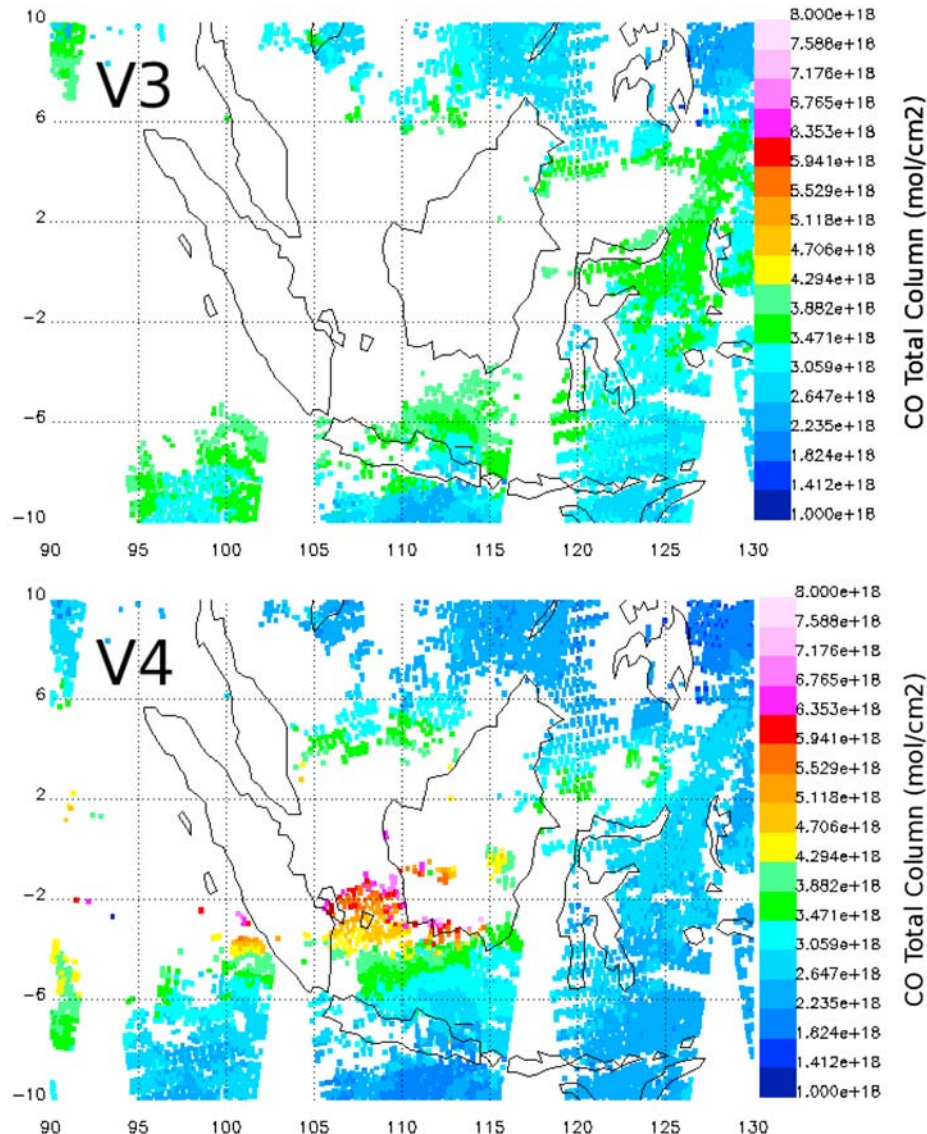 V3
10
6
2
−2
−6
−10
90 95 100 105 110 115 120 125 130
8.000e+18
7.588e+18
7.176e+18
6.765e+18
6.353e+18
5.941e+18
5.529e+18
5.118e+18
4.706e+18
4.294e+18
3.882e+18
3.471e+18
3.059e+18
2.647e+18
2.235e+18
1.824e+18
1.412e+18
1.000e+18
CO Total Column (mol/cm2)
V4
10
6
2
−2
−6
−10
90 95 100 105 110 115 120 125 130
8.000e+18
7.588e+18
7.176e+18
6.765e+18
6.353e+18
5.941e+18
5.529e+18
5.118e+18
4.706e+18
4.294e+18
3.882e+18
3.471e+18
3.059e+18
2.647e+18
2.235e+18
1.824e+18
1.412e+18
1.000e+18
CO Total Column (mol/cm2)